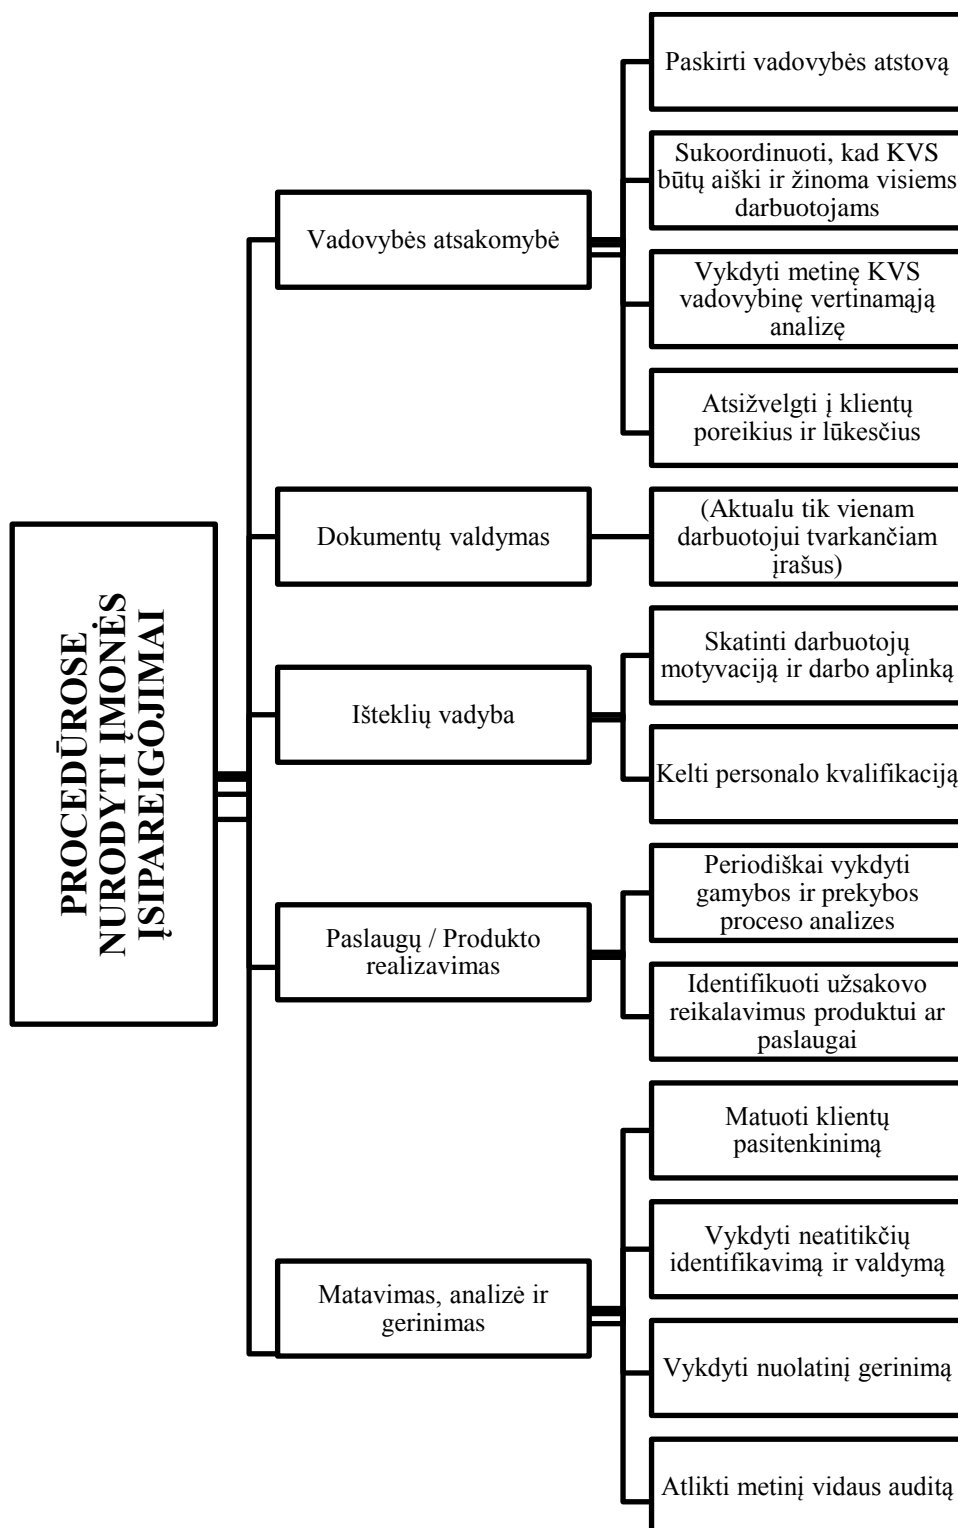 PROCEDŪROSE
NURODYTI ĮMONĖS
ĮSIPAREIGOJIMAI
Vadovybės atsakomybė
Paskirti vadovybės atstovą
Sukoordinuoti, kad KVS
būtų aiški ir žinoma visiems
darbuotojams
Vykdyti metinę KVS
vadovybinę vertinamąją
analizę
Atsižvelgti į klientų
poreikius ir lūkesčius
Dokumentų valdymas
(Aktualu tik vienam
darbuotojui tvarkančiam
įrašus)
Išteklių vadyba
Skatinti darbuotojų
motyvaciją ir darbo aplinką
Kelti personalo kvalifikaciją
Paslaugų / Produkto
realizavimas
Periodiškai vykdyti
gamybos ir prekybos
proceso analizes
Identifikuoti užsakovo
reikalavimus produktui ar
paslaugai
Matavimas, analizė ir
gerinimas
Matuoti klientų
pasitenkinimą
Vykdyti neatitikčių
identifikavimą ir valdymą
Vykdyti nuolatinį gerinimą
Atlikti metinį vidaus auditą